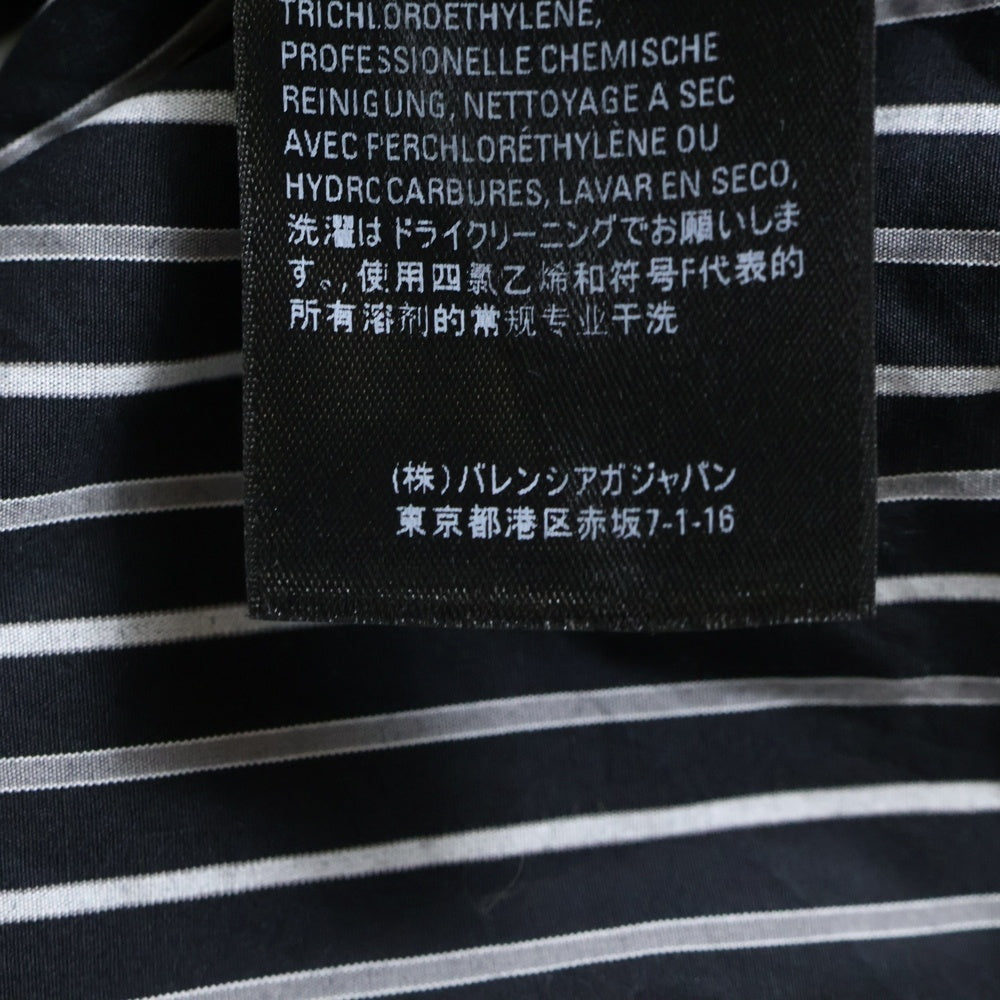 TRICHLOROETHYLENE,
PROFESSIONELLE CHEMISCHE
REINIGUNG, NETTOYAGE A SEC
AVEC PERCHLORÉTHYLÈNE OU
HYDROCARBURES, LAVAR EN SECO,
洗濯はドライクリーニングでお願いしま
す。,使用四氯乙烯和符号F代表的
所有溶剂的常规专业干洗
(株)バレンシアガジャパン
東京都港区赤坂7-1-16